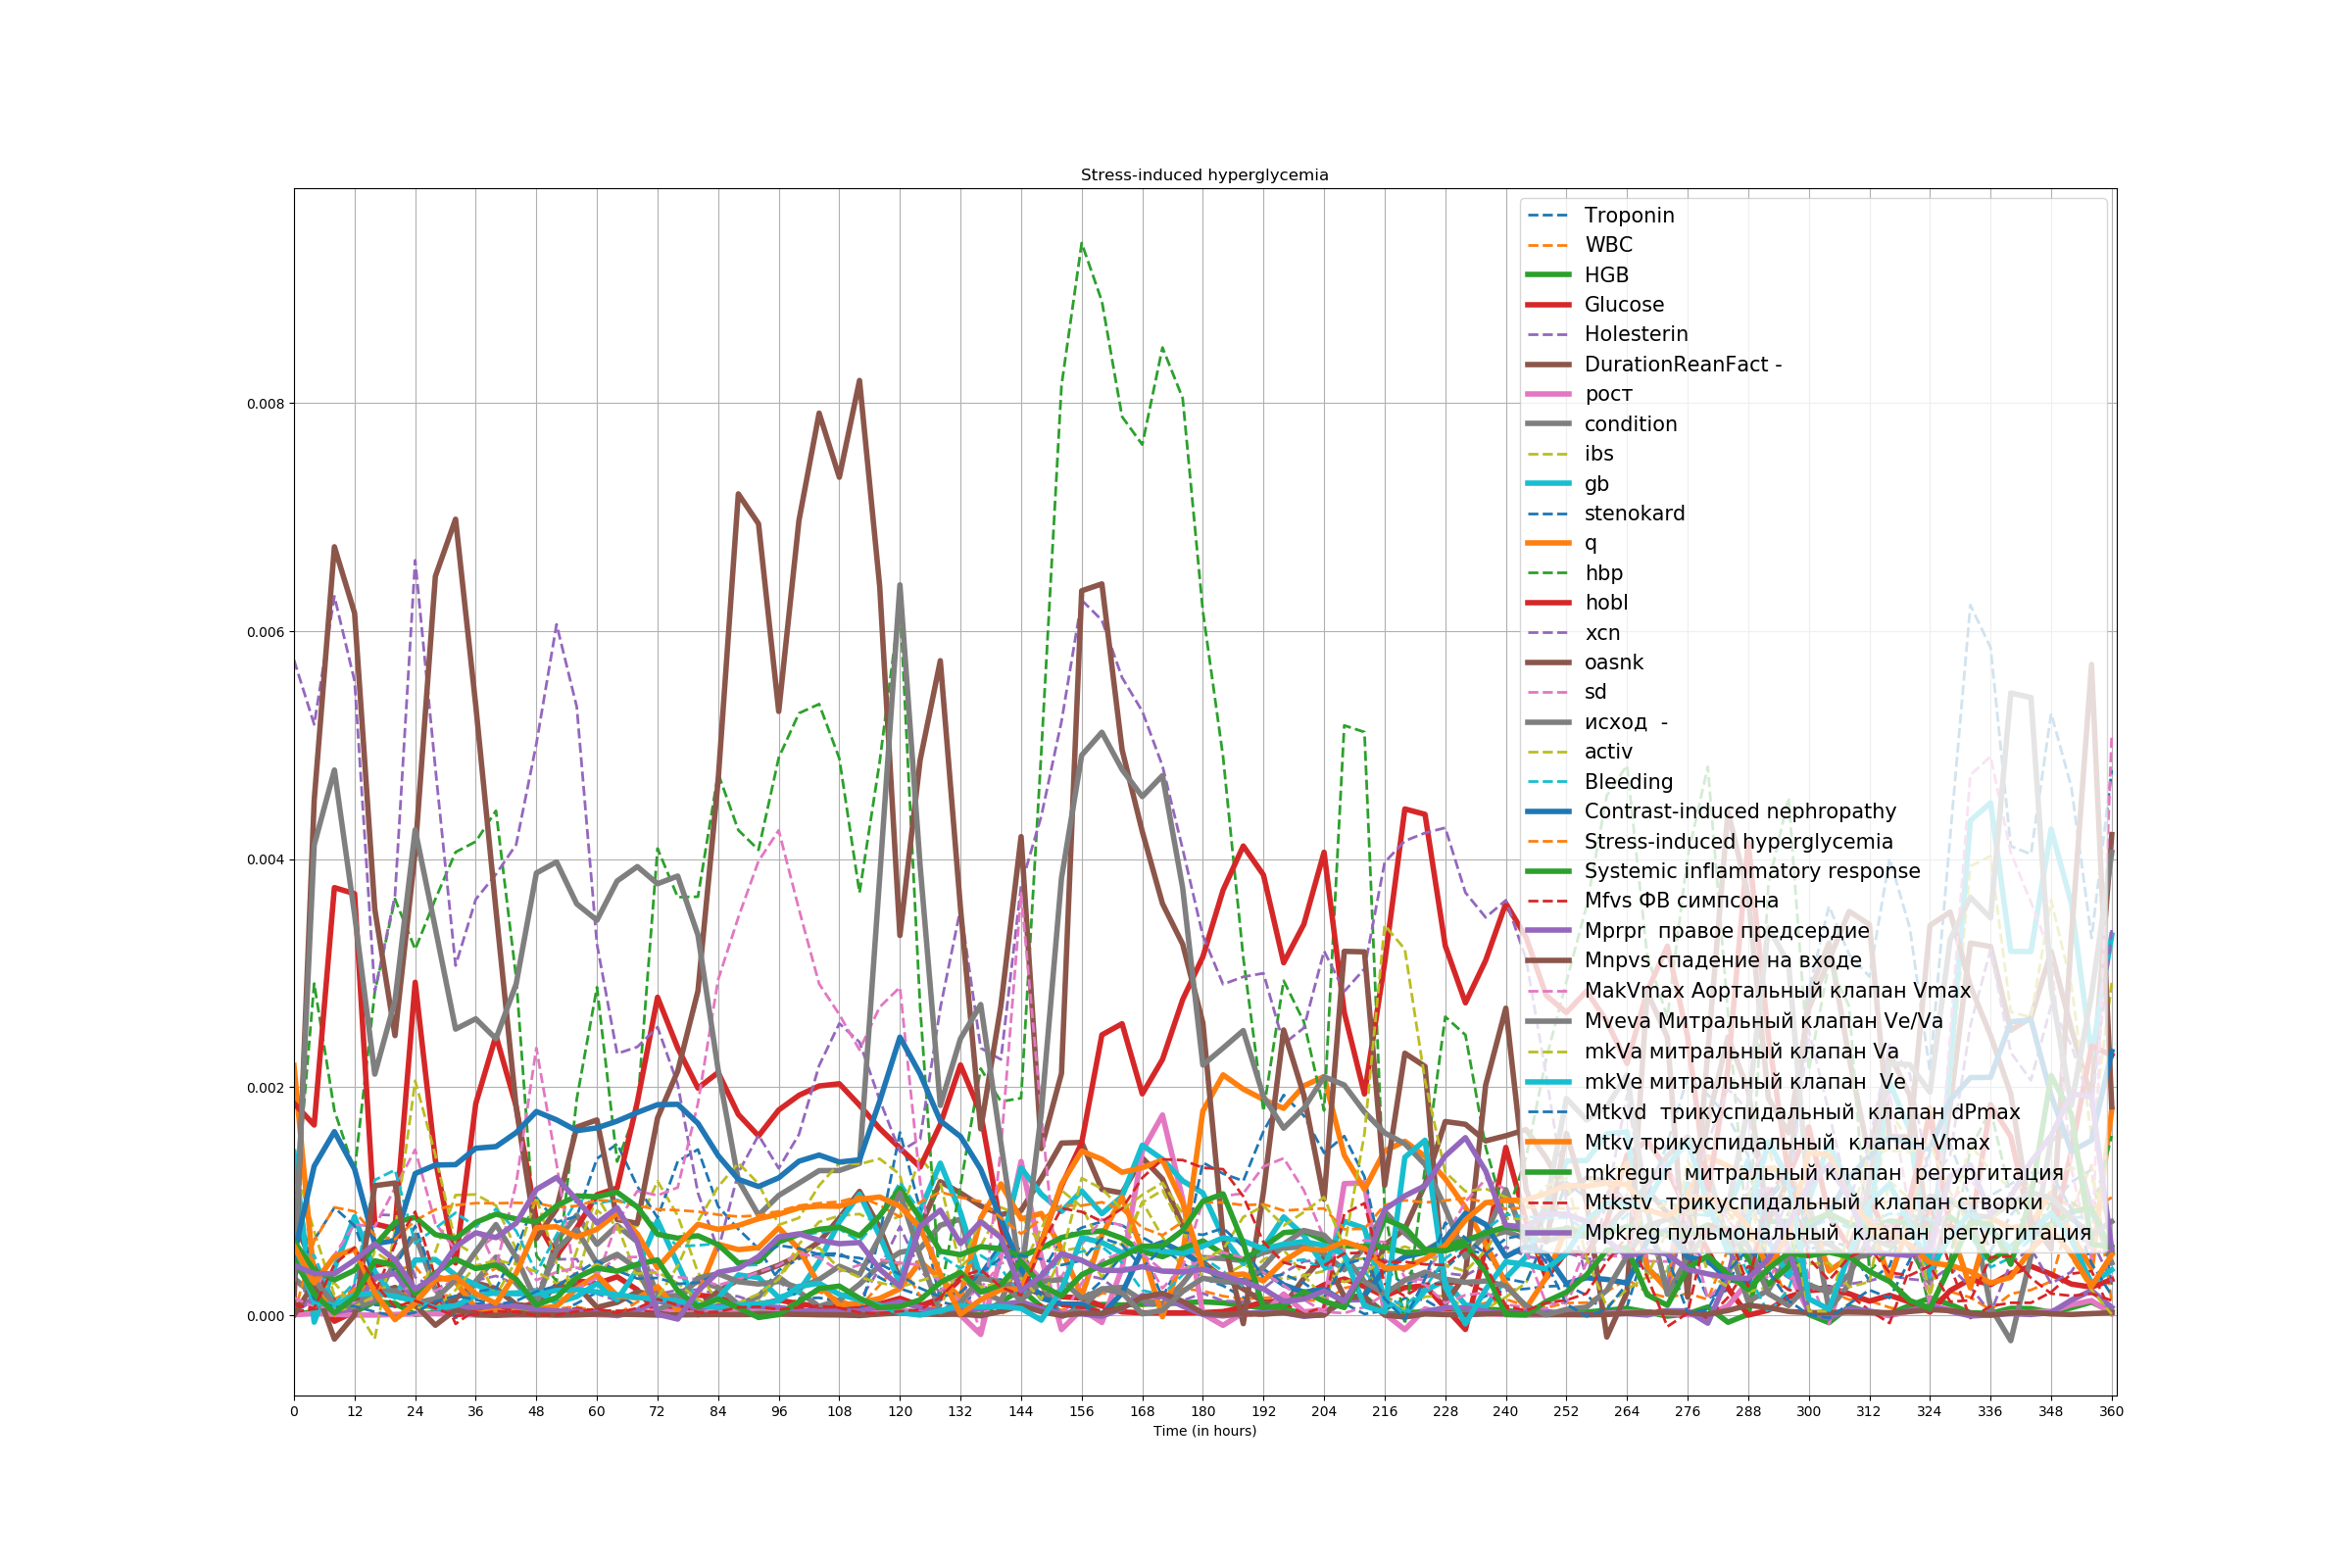 Stress-induced hyperglycemia
Troponin
WBC
HGB
Glucose
Holesterin
DurationReanFact -
рост
condition
ibs
gb
stenokard
q
hbp
hobl
xcn
oasnk
sd
исход  -
activ
Bleeding
Contrast-induced nephropathy
Stress-induced hyperglycemia
Systemic inflammatory response
Mfvs ФВ симпсона
Mprpr  правое предсердие
Mnpvs спадение на входе
MakVmax Аортальный клапан Vmax
Mveva Митральный клапан Ve/Va
mkVa митральный клапан Va
mkVe митральный клапан  Ve
Mtkvd  трикуспидальный  клапан dPmax
Mtkv трикуспидальный  клапан Vmax
mkregur  митральный клапан  регургитация
Mtkstv  трикуспидальный  клапан створки
Mpkreg пульмональный  клапан  регургитация
0.008
0.006
0.004
0.002
0.000
0 12 24 36 48 60 72 84 96 108 120 132 144 156 168 180 192 204 216 228 240 252 264 276 288 300 312 324 336 348 360
Time (in hours)